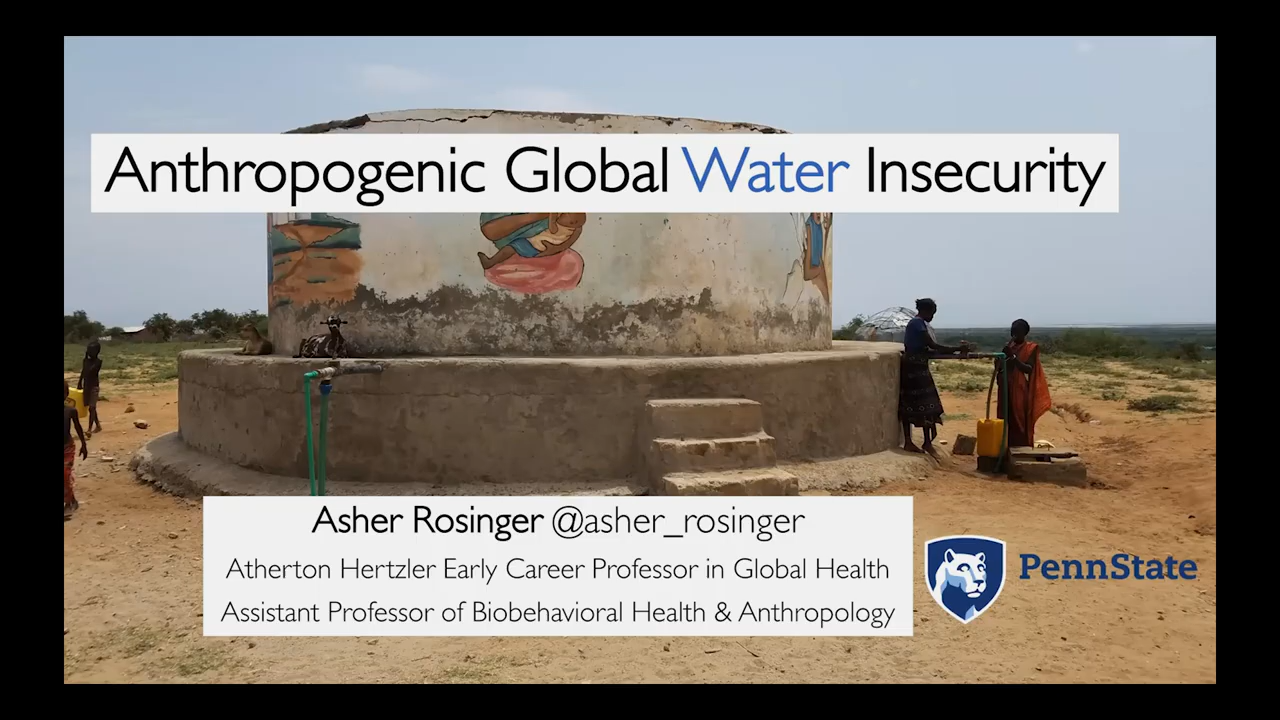 Anthropogenic Global Water Insecurity
Asher Rosinger @asher_rosinger
Atherton Hertzler Early Career Professor in Global Health
Assistant Professor of Biobehavioral Health & Anthropology
PennState